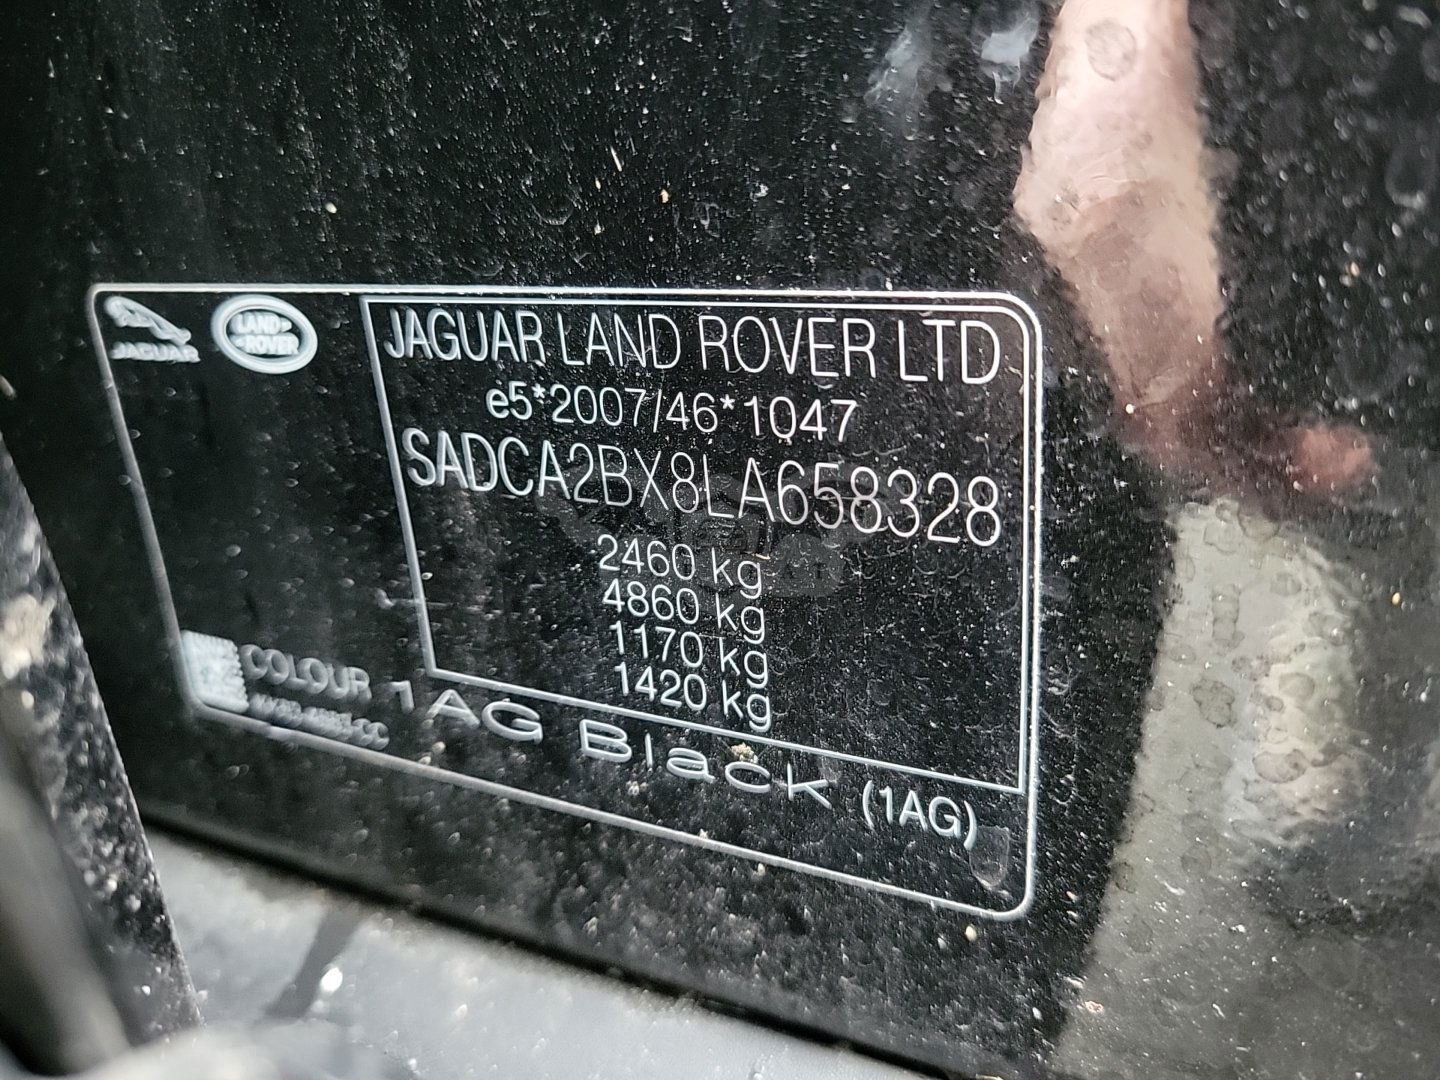 JAGUAR
LAND ROVER
JAGUAR LAND ROVER LTD
e5*2007/46*1047
SADCA2BX8LA658328
2460 kg
4860 kg
1170 kg
1420 kg
COLOUR 1AG Black (1AG)